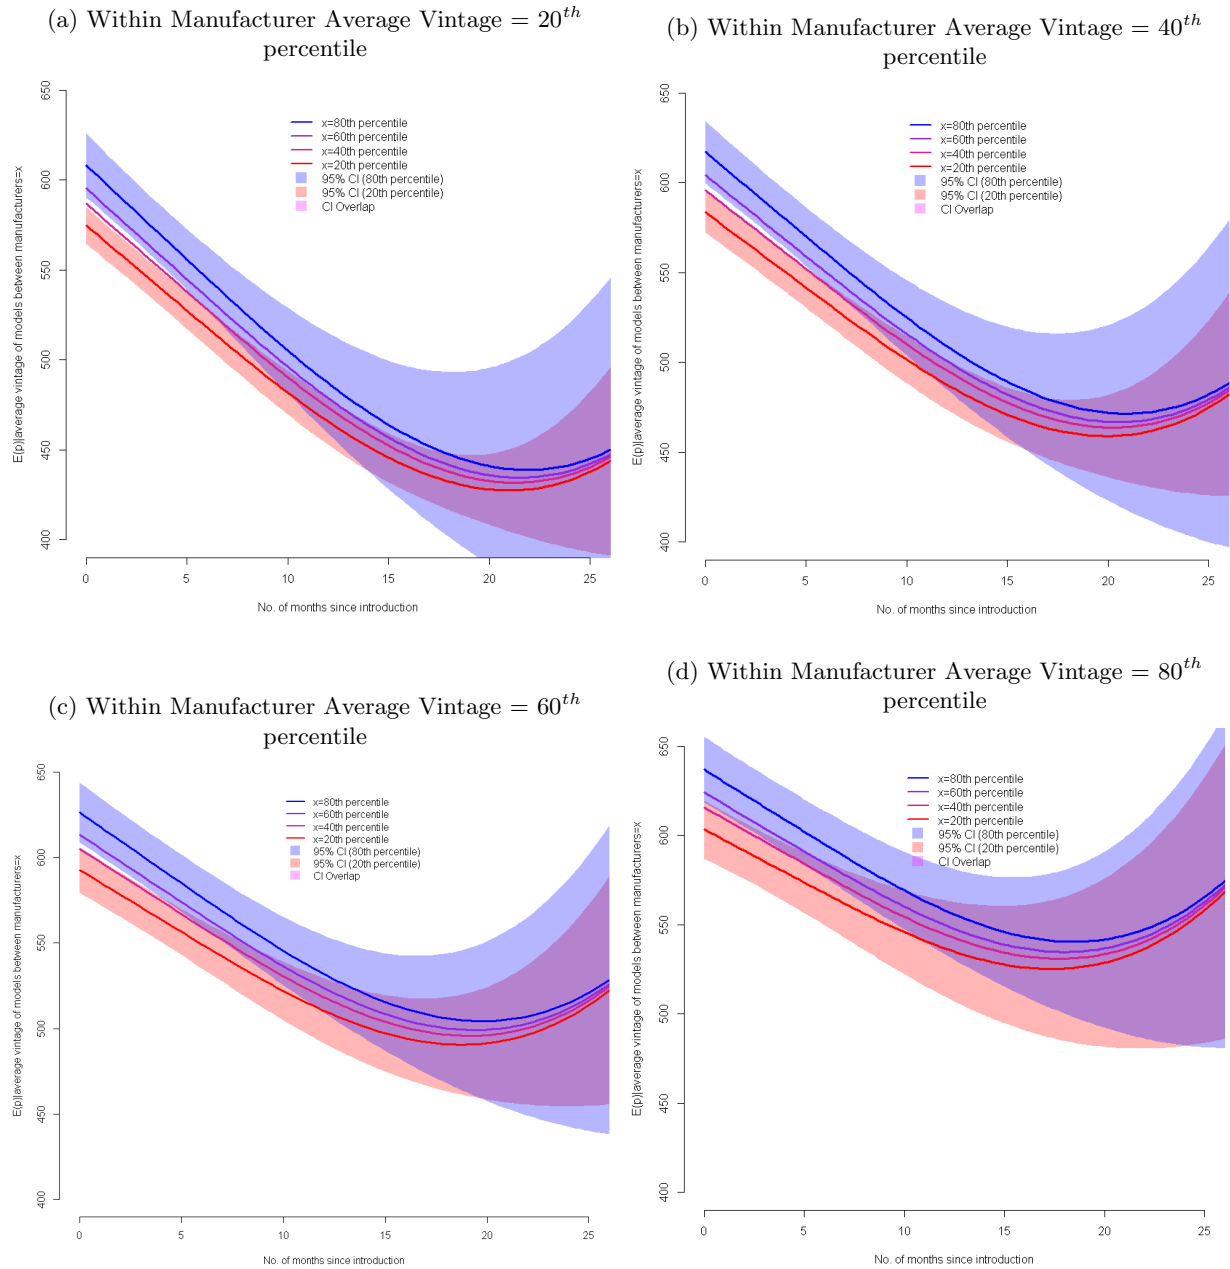 (a) Within Manufacturer Average Vintage = 20th
percentile
650
600
550
500
450
400
E(p)|average vintage of models between manufacturers=x
x=80th percentile
x=60th percentile
x=40th percentile
x=20th percentile
95% CI (80th percentile)
95% CI (20th percentile)
CI Overlap
0 5 10 15 20 25
No. of months since introduction
(b) Within Manufacturer Average Vintage = 40th
percentile
650
600
550
500
450
400
E(p)|average vintage of models between manufacturers=x
x=80th percentile
x=60th percentile
x=40th percentile
x=20th percentile
95% CI (80th percentile)
95% CI (20th percentile)
CI Overlap
0 5 10 15 20 25
No. of months since introduction
(c) Within Manufacturer Average Vintage = 60th
percentile
650
600
550
500
450
400
E(p)|average vintage of models between manufacturers=x
x=80th percentile
x=60th percentile
x=40th percentile
x=20th percentile
95% CI (80th percentile)
95% CI (20th percentile)
CI Overlap
0 5 10 15 20 25
No. of months since introduction
(d) Within Manufacturer Average Vintage = 80th
percentile
650
600
550
500
450
400
E(p)|average vintage of models between manufacturers=x
x=80th percentile
x=60th percentile
x=40th percentile
x=20th percentile
95% CI (80th percentile)
95% CI (20th percentile)
CI Overlap
0 5 10 15 20 25
No. of months since introduction